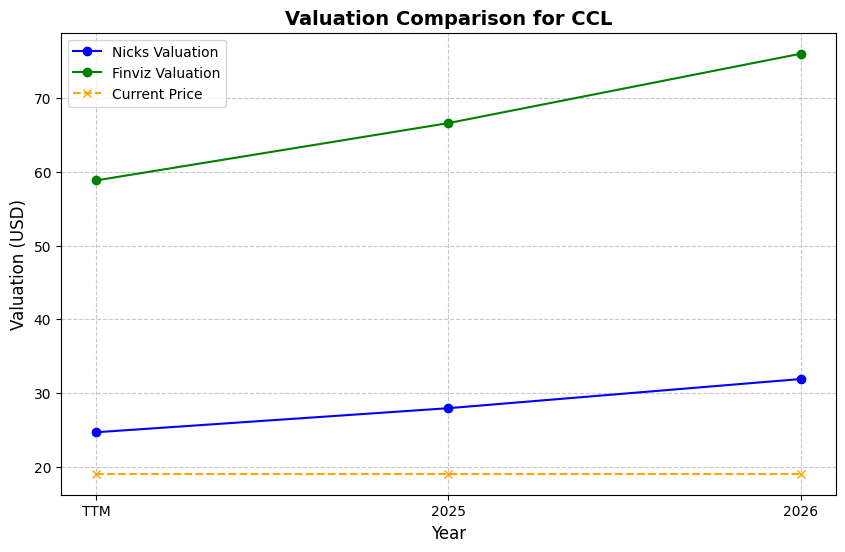 Valuation Comparison for CCL
Nicks Valuation
Finviz Valuation
Current Price
Valuation (USD)
70
60
50
40
30
20
TTM
2025
2026
Year